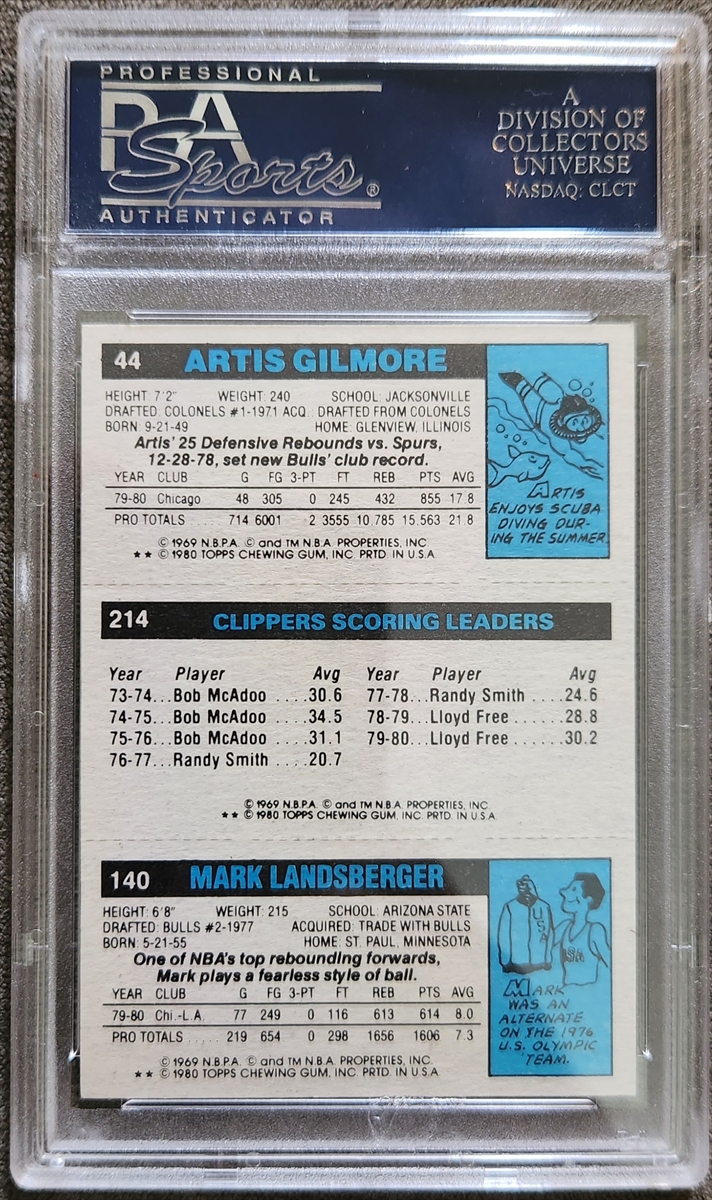 PROFESSIONAL
PSA
Sports®
AUTHENTICATOR
A
DIVISION OF
COLLECTORS
UNIVERSE
NASDAQ: CLCT
44 ARTIS GILMORE
HEIGHT: 7'2" WEIGHT: 240 SCHOOL: JACKSONVILLE
DRAFTED: COLONELS #1-1971 ACQ.: DRAFTED FROM COLONELS
BORN: 9-21-49 HOME: GLENVIEW, ILLINOIS
Artis' 25 Defensive Rebounds vs. Spurs,
12-28-78, set new Bulls' club record.
YEAR CLUB G FG 3-PT FT REB PTS AVG
79-80 Chicago 48 305 0 245 432 855 17.8
PRO TOTALS .... 714 6001 2 3555 10,785 15,563 21.8
© 1969 N.B.P.A. © and TM N.B.A. PROPERTIES, INC.
★★ © 1980 TOPPS CHEWING GUM, INC. PRTD. IN U.S.A.
ARTIS
ENJOYS SCUBA
DIVING DUR-
ING THE SUMMER.
214 CLIPPERS SCORING LEADERS
Year Player Avg Year Player Avg
73-74...Bob McAdoo ....30.6 77-78...Randy Smith ....24.6
74-75...Bob McAdoo ....34.5 78-79...Lloyd Free ......28.8
75-76...Bob McAdoo ....31.1 79-80...Lloyd Free ......30.2
76-77...Randy Smith ....20.7
© 1969 N.B.P.A. © and TM N.B.A. PROPERTIES, INC.
★★ © 1980 TOPPS CHEWING GUM, INC. PRTD. IN U.S.A.
140 MARK LANDSBERGER
HEIGHT: 6'8" WEIGHT: 215 SCHOOL: ARIZONA STATE
DRAFTED: BULLS #2-1977 ACQUIRED: TRADE WITH BULLS
BORN: 5-21-55 HOME: ST. PAUL, MINNESOTA
One of NBA's top rebounding forwards,
Mark plays a fearless style of ball.
YEAR CLUB G FG 3-PT FT REB PTS AVG
79-80 Chi.-L.A. 77 249 0 116 613 614 8.0
PRO TOTALS ..... 219 654 0 298 1656 1606 7.3
© 1969 N.B.P.A. © and TM N.B.A. PROPERTIES, INC.
★★ © 1980 TOPPS CHEWING GUM, INC. PRTD. IN U.S.A.
USA
USA
MARK
WAS AN
ALTERNATE
ON THE 1976
U.S. OLYMPIC
TEAM.